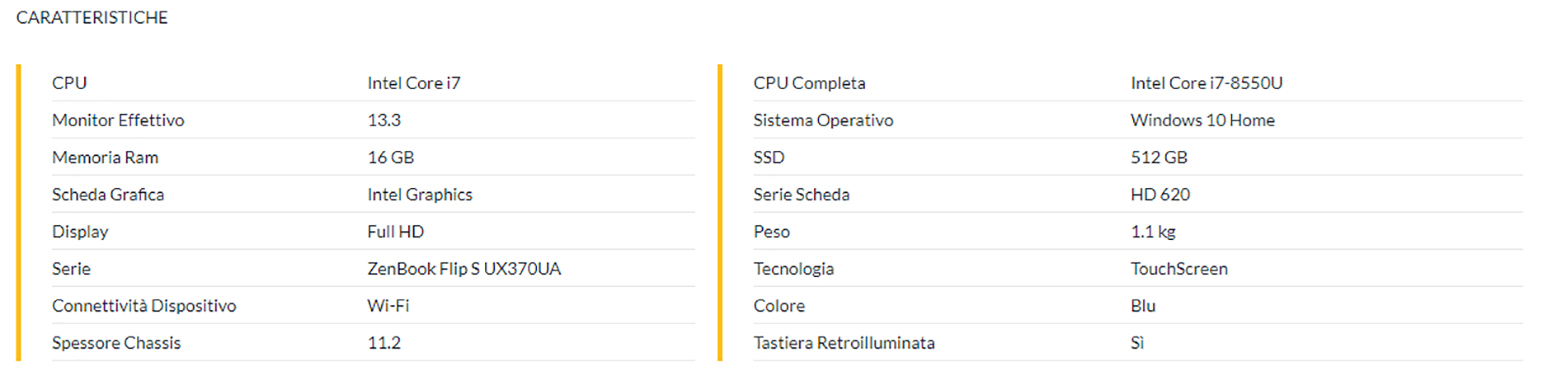 CARATTERISTICHE
CPU Intel Core i7
Monitor Effettivo 13.3
Memoria Ram 16 GB
Scheda Grafica Intel Graphics
Display Full HD
Serie ZenBook Flip S UX370UA
Connettività Dispositivo Wi-Fi
Spessore Chassis 11.2
CPU Completa Intel Core i7-8550U
Sistema Operativo Windows 10 Home
SSD 512 GB
Serie Scheda HD 620
Peso 1.1 kg
Tecnologia TouchScreen
Colore Blu
Tastiera Retroilluminata Sì